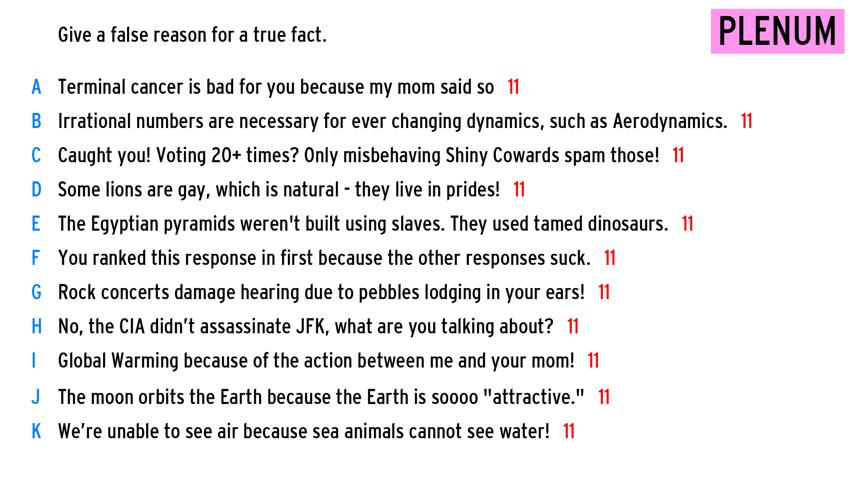 Give a false reason for a true fact.
PLENUM
A Terminal cancer is bad for you because my mom said so 11
B Irrational numbers are necessary for ever changing dynamics, such as Aerodynamics. 11
C Caught you! Voting 20+ times? Only misbehaving Shiny Cowards spam those! 11
D Some lions are gay, which is natural - they live in prides! 11
E The Egyptian pyramids weren't built using slaves. They used tamed dinosaurs. 11
F You ranked this response in first because the other responses suck. 11
G Rock concerts damage hearing due to pebbles lodging in your ears! 11
H No, the CIA didn’t assassinate JFK, what are you talking about? 11
I Global Warming because of the action between me and your mom! 11
J The moon orbits the Earth because the Earth is soooo "attractive." 11
K We’re unable to see air because sea animals cannot see water! 11